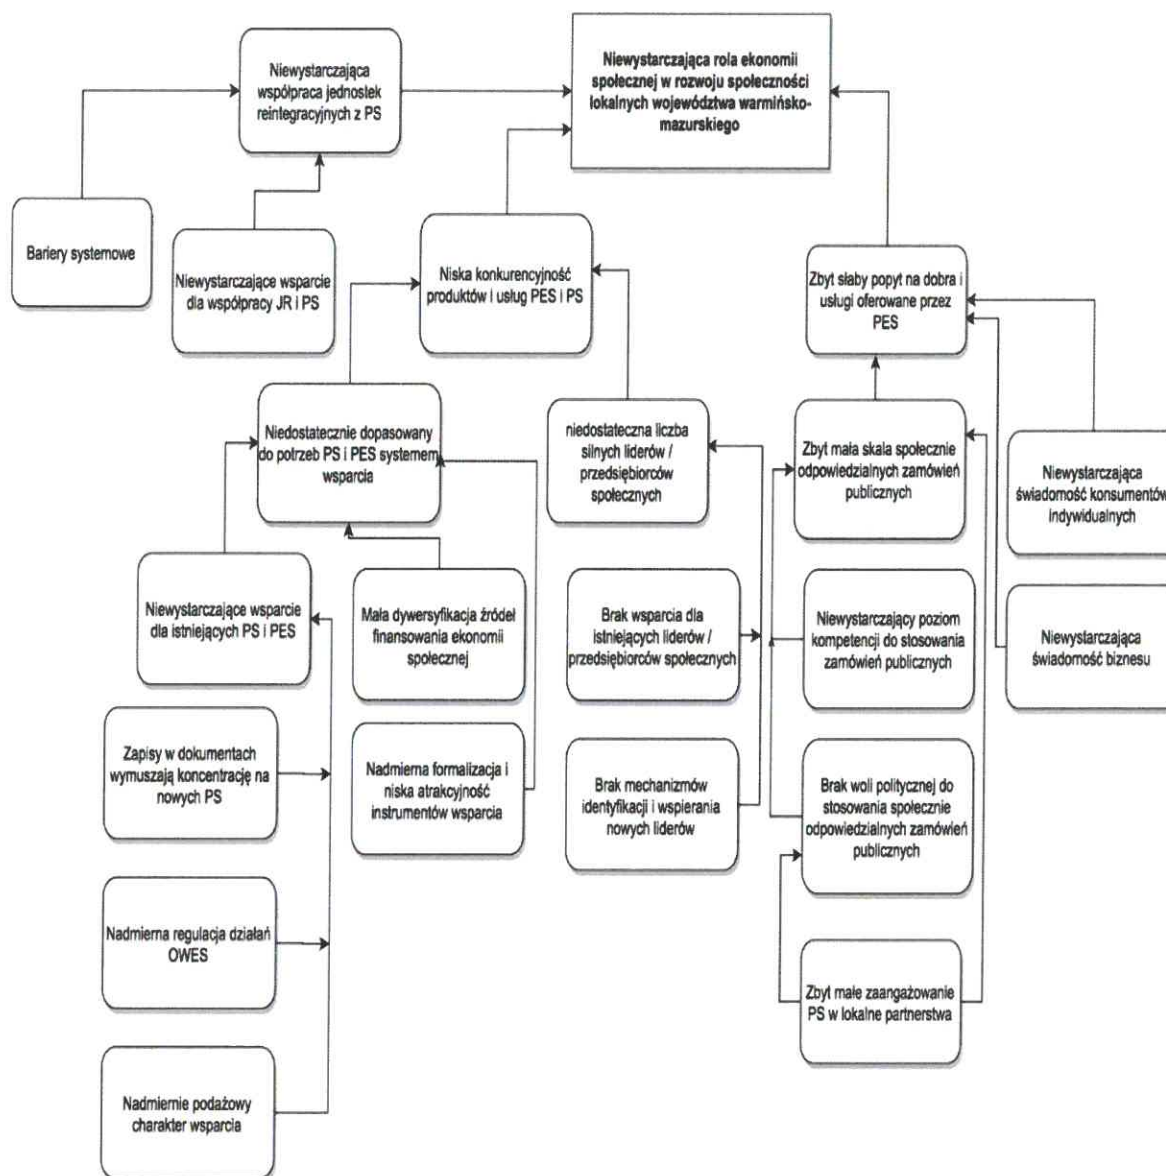 Niewystarczająca
współpraca jednostek
reintegracyjnych z PS
Niewystarczająca rola ekonomii
społecznej w rozwoju społeczności
lokalnych województwa warmińsko-
mazurskiego
Bariery systemowe
Niewystarczające wsparcie
dla współpracy JR i PS
Niska konkurencyjność
produktów i usług PES i PS
Zbyt słaby popyt na dobra i
usługi oferowane przez
PES
Niedostatecznie dopasowany
do potrzeb PS i PES systemem
wsparcia
niedostateczna liczba
silnych liderów /
przedsiębiorców
społecznych
Zbyt mała skala społecznie
odpowiedzialnych zamówień
publicznych
Niewystarczająca
świadomość konsumentów
indywidualnych
Niewystarczające wsparcie
dla istniejących PS i PES
Mała dywersyfikacja źródeł
finansowania ekonomii
społecznej
Brak wsparcia dla
istniejących liderów /
przedsiębiorców społecznych
Niewystarczający poziom
kompetencji do stosowania
zamówień publicznych
Niewystarczająca
świadomość biznesu
Zapisy w dokumentach
wymuszają koncentrację na
nowych PS
Nadmierna formalizacja i
niska atrakcyjność
instrumentów wsparcia
Brak mechanizmów
identyfikacji i wspierania
nowych liderów
Brak woli politycznej do
stosowania społecznie
odpowiedzialnych zamówień
publicznych
Nadmierna regulacja działań
OWES
Zbyt małe zaangażowanie
PS w lokalne partnerstwa
Nadmiernie podażowy
charakter wsparcia